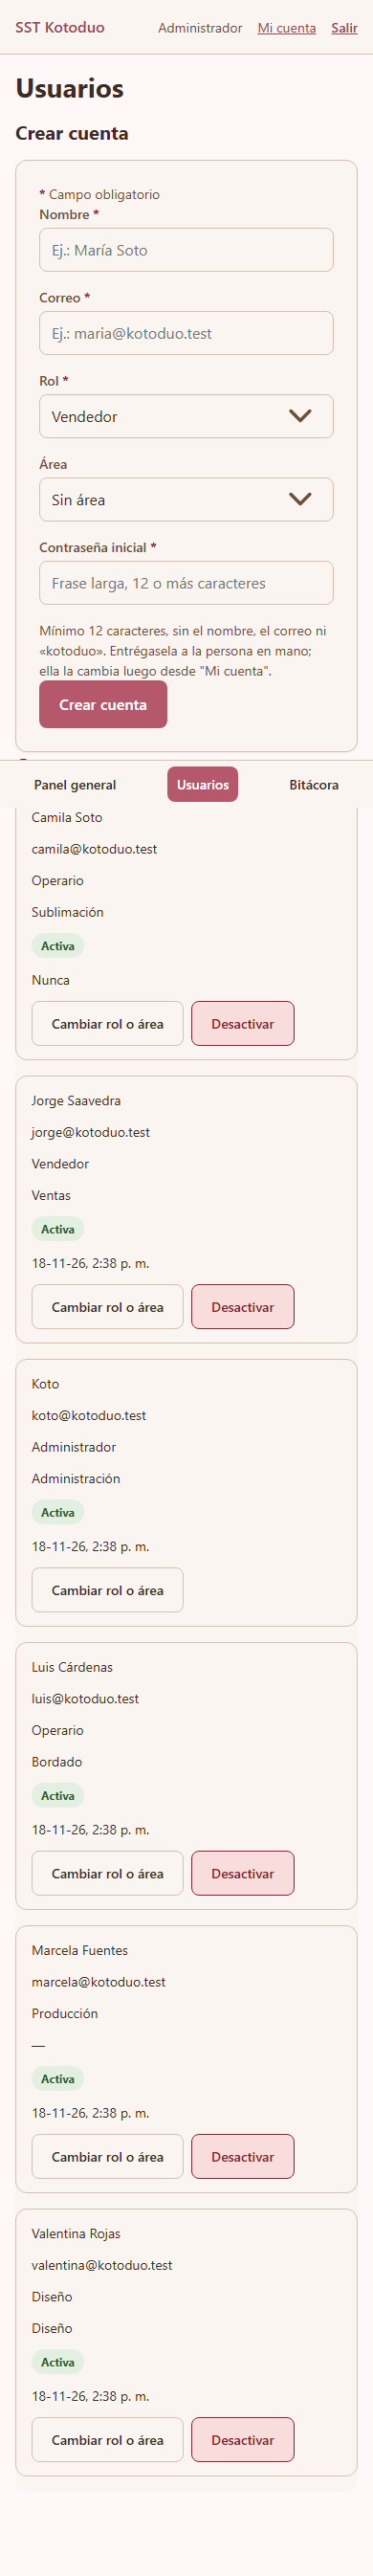 SST Kotoduo
Administrador
Mi cuenta
Salir
Usuarios
Crear cuenta
* Campo obligatorio
Nombre *
Ej.: María Soto
Correo *
Ej.: maria@kotoduo.test
Rol *
Vendedor
Área
Sin área
Contraseña inicial *
Frase larga, 12 o más caracteres
Mínimo 12 caracteres, sin el nombre, el correo ni
«kotoduo». Entrégasela a la persona en mano;
ella la cambia luego desde "Mi cuenta".
Crear cuenta
Panel general
Usuarios
Bitácora
Camila Soto
camila@kotoduo.test
Operario
Sublimación
Activa
Nunca
Cambiar rol o área
Desactivar
Jorge Saavedra
jorge@kotoduo.test
Vendedor
Ventas
Activa
18-11-26, 2:38 p. m.
Cambiar rol o área
Desactivar
Koto
koto@kotoduo.test
Administrador
Administración
Activa
18-11-26, 2:38 p. m.
Cambiar rol o área
Luis Cárdenas
luis@kotoduo.test
Operario
Bordado
Activa
18-11-26, 2:38 p. m.
Cambiar rol o área
Desactivar
Marcela Fuentes
marcela@kotoduo.test
Producción
—
Activa
18-11-26, 2:38 p. m.
Cambiar rol o área
Desactivar
Valentina Rojas
valentina@kotoduo.test
Diseño
Diseño
Activa
18-11-26, 2:38 p. m.
Cambiar rol o área
Desactivar